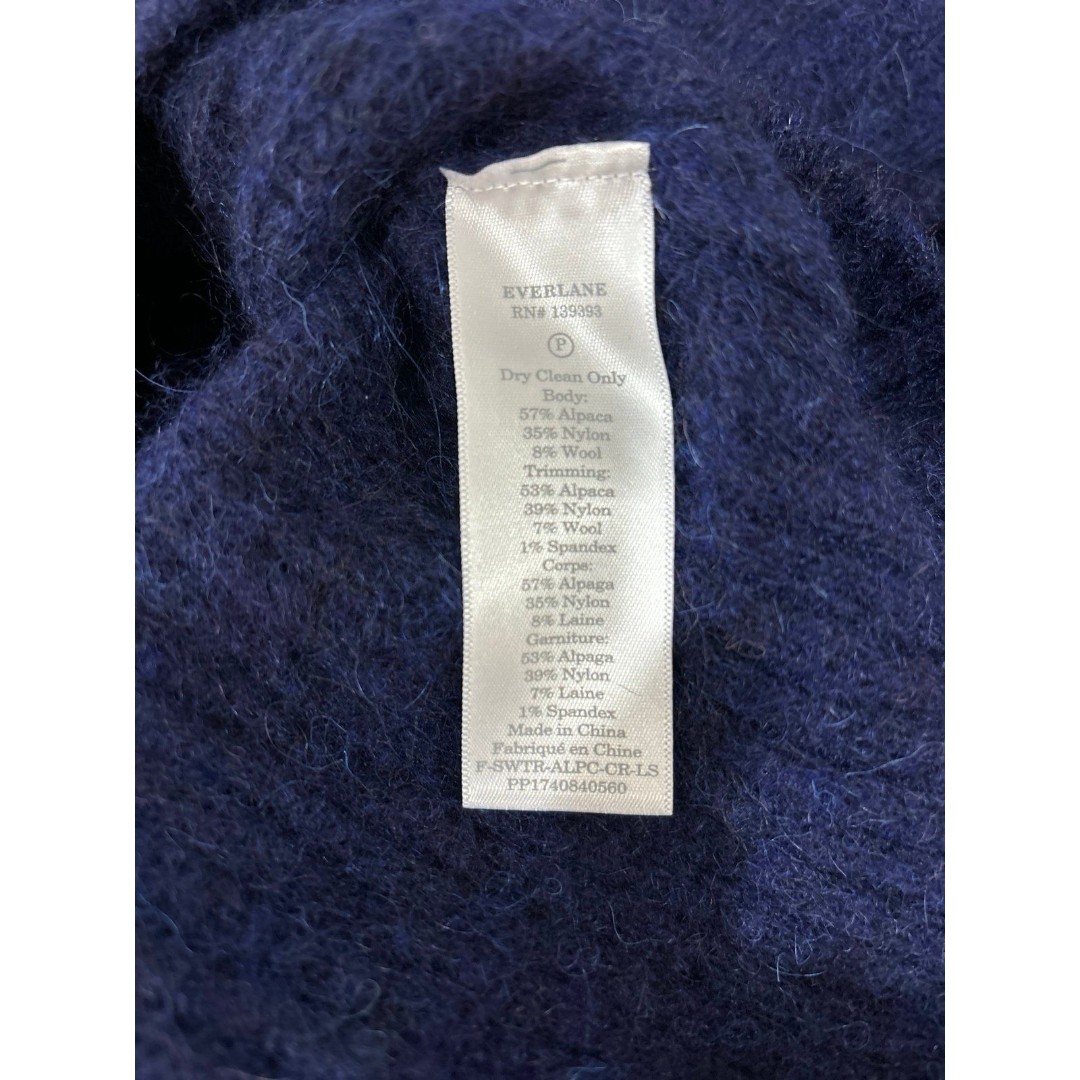 EVERLANE
RN# 139393
P
Dry Clean Only
Body:
57% Alpaca
35% Nylon
8% Wool
Trimming:
53% Alpaca
39% Nylon
7% Wool
1% Spandex
Corps:
57% Alpaga
35% Nylon
8% Laine
Garniture:
53% Alpaga
39% Nylon
7% Laine
1% Spandex
Made in China
Fabriqué en Chine
F-SWTR-ALPC-CR-LS
PP1740840560